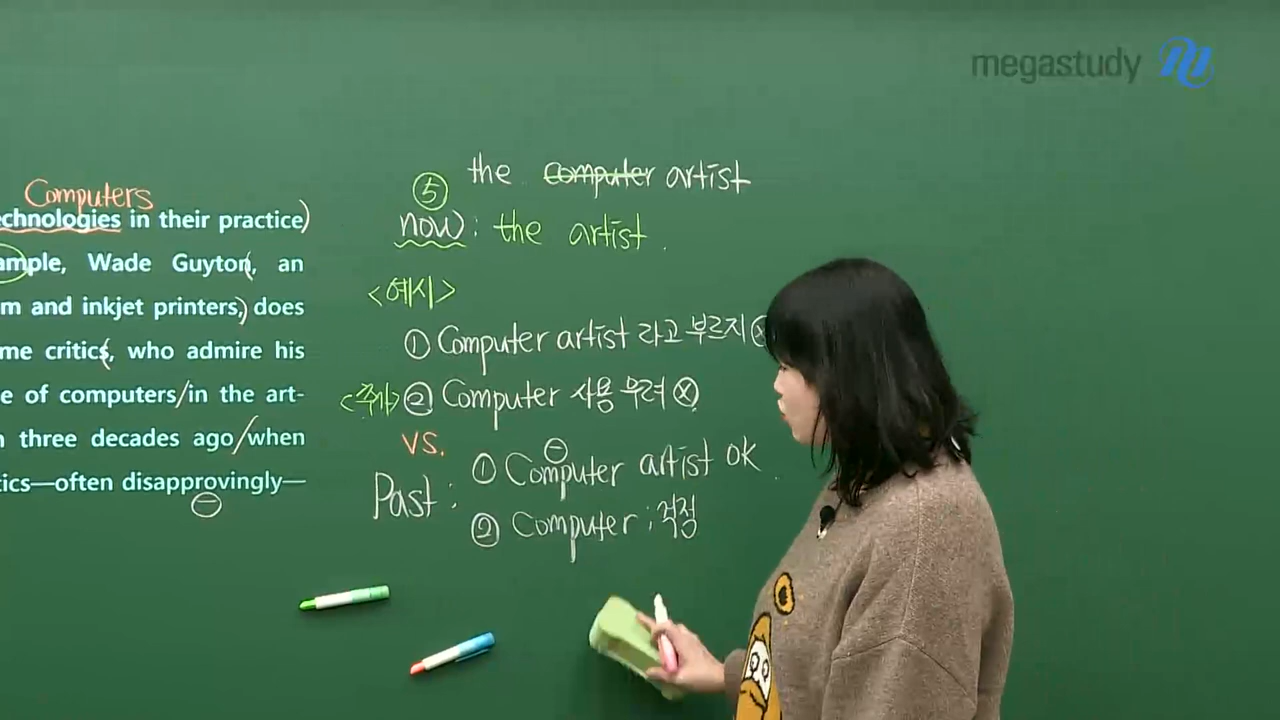 megastudy
Computers
echnologies in their practice)
ample, Wade Guyton, an
m and inkjet printers,) does
me critics, who admire his
e of computers/in the art-
n three decades ago/when
tics—often disapprovingly—
⊖
the computer artist
⑤
now: the artist.
<예시>
① Computer artist 라고 부르지 ⓧ
<추가> ② Computer 사용 우려 ⓧ
vs.
⊖
Past: ① Computer artist ok
② Computer : 걱정